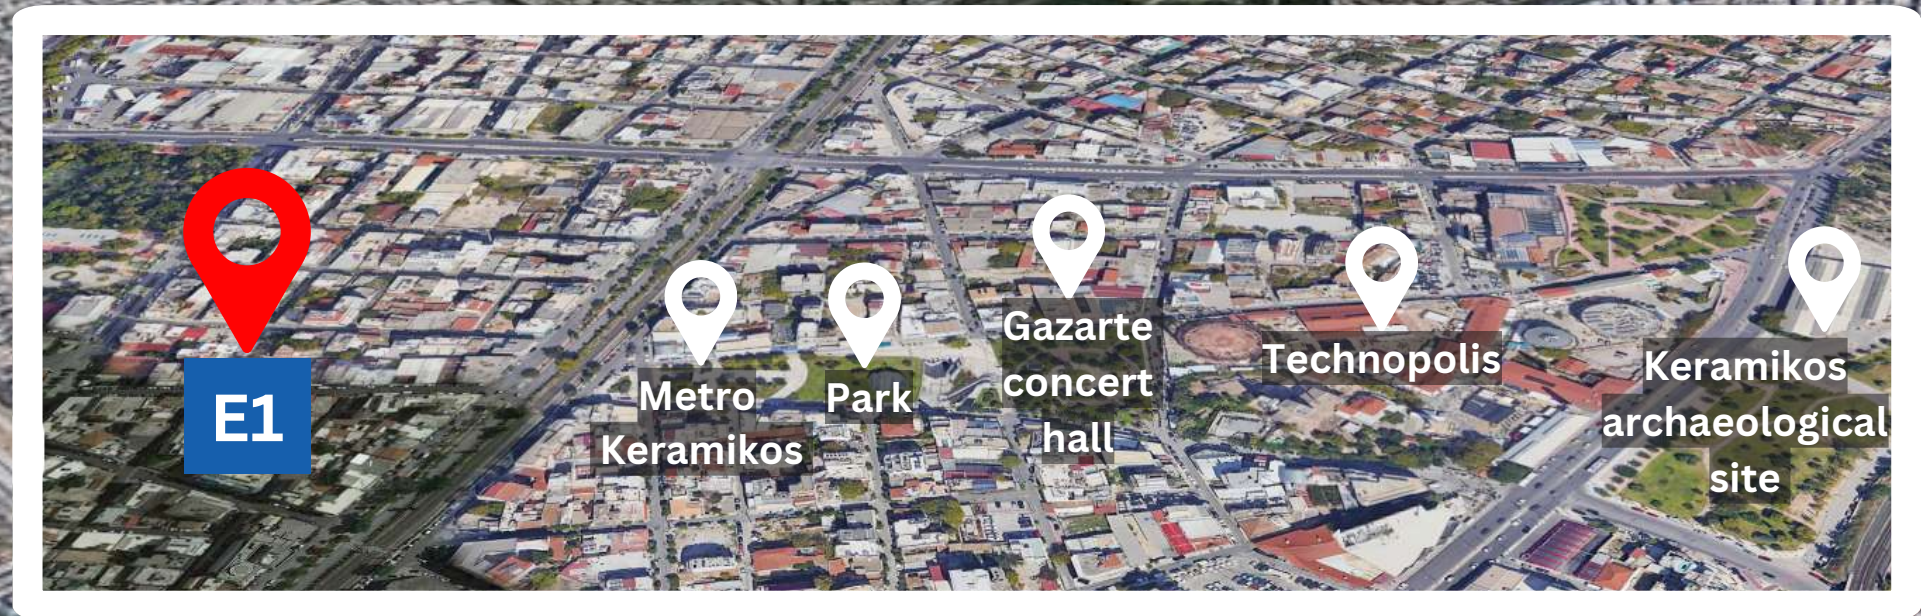 E1
Metro
Keramikos
Park
Gazarte
concert
hall
Technopolis
Keramikos
archaeological
site